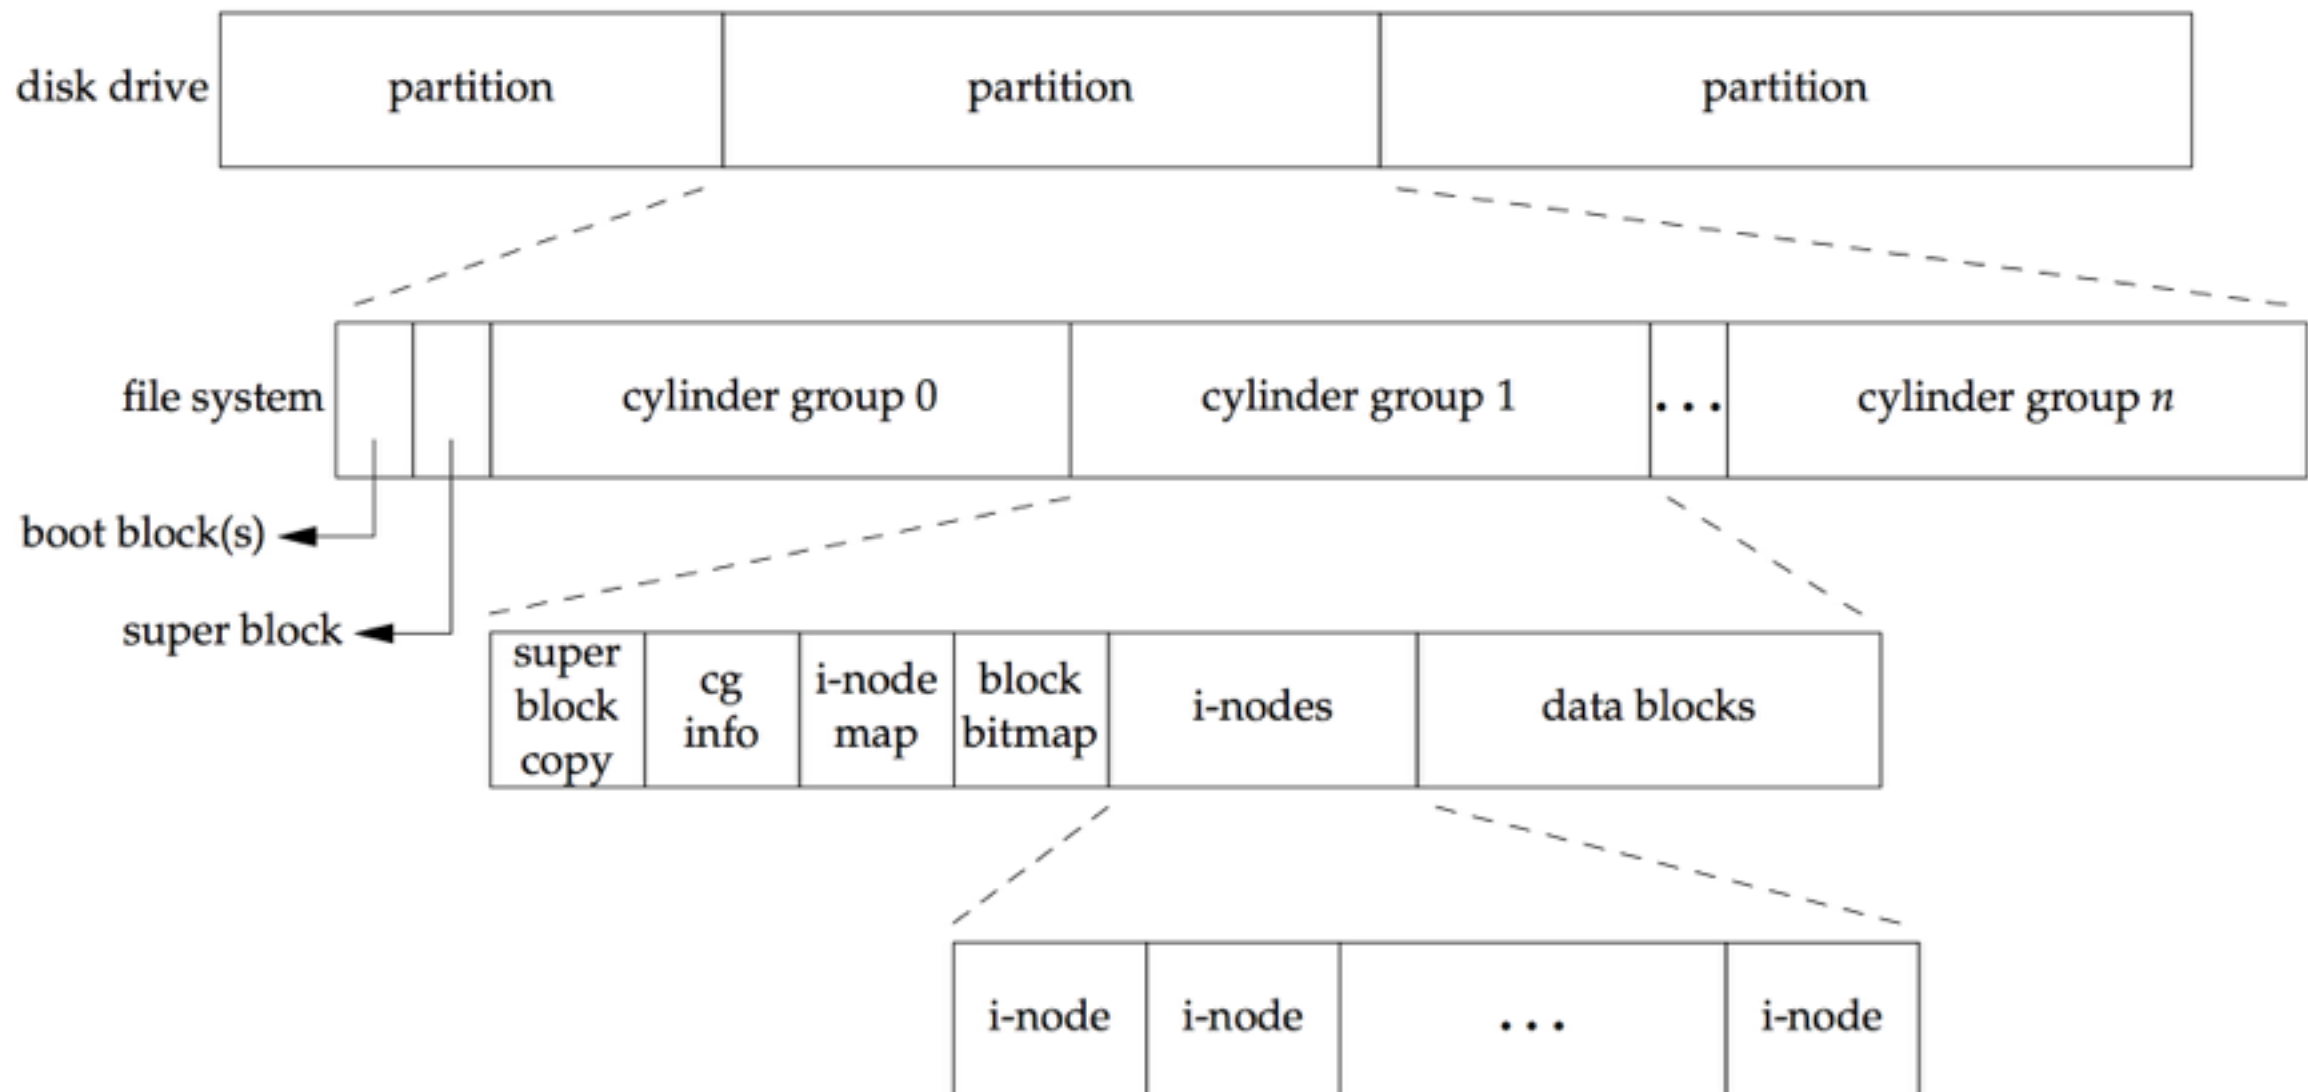 disk drive
partition
partition
partition
file system
cylinder group 0
cylinder group 1
...
cylinder group n
boot block(s)
super block
super
block
copy
cg
info
i-node
map
block
bitmap
i-nodes
data blocks
i-node
i-node
...
i-node